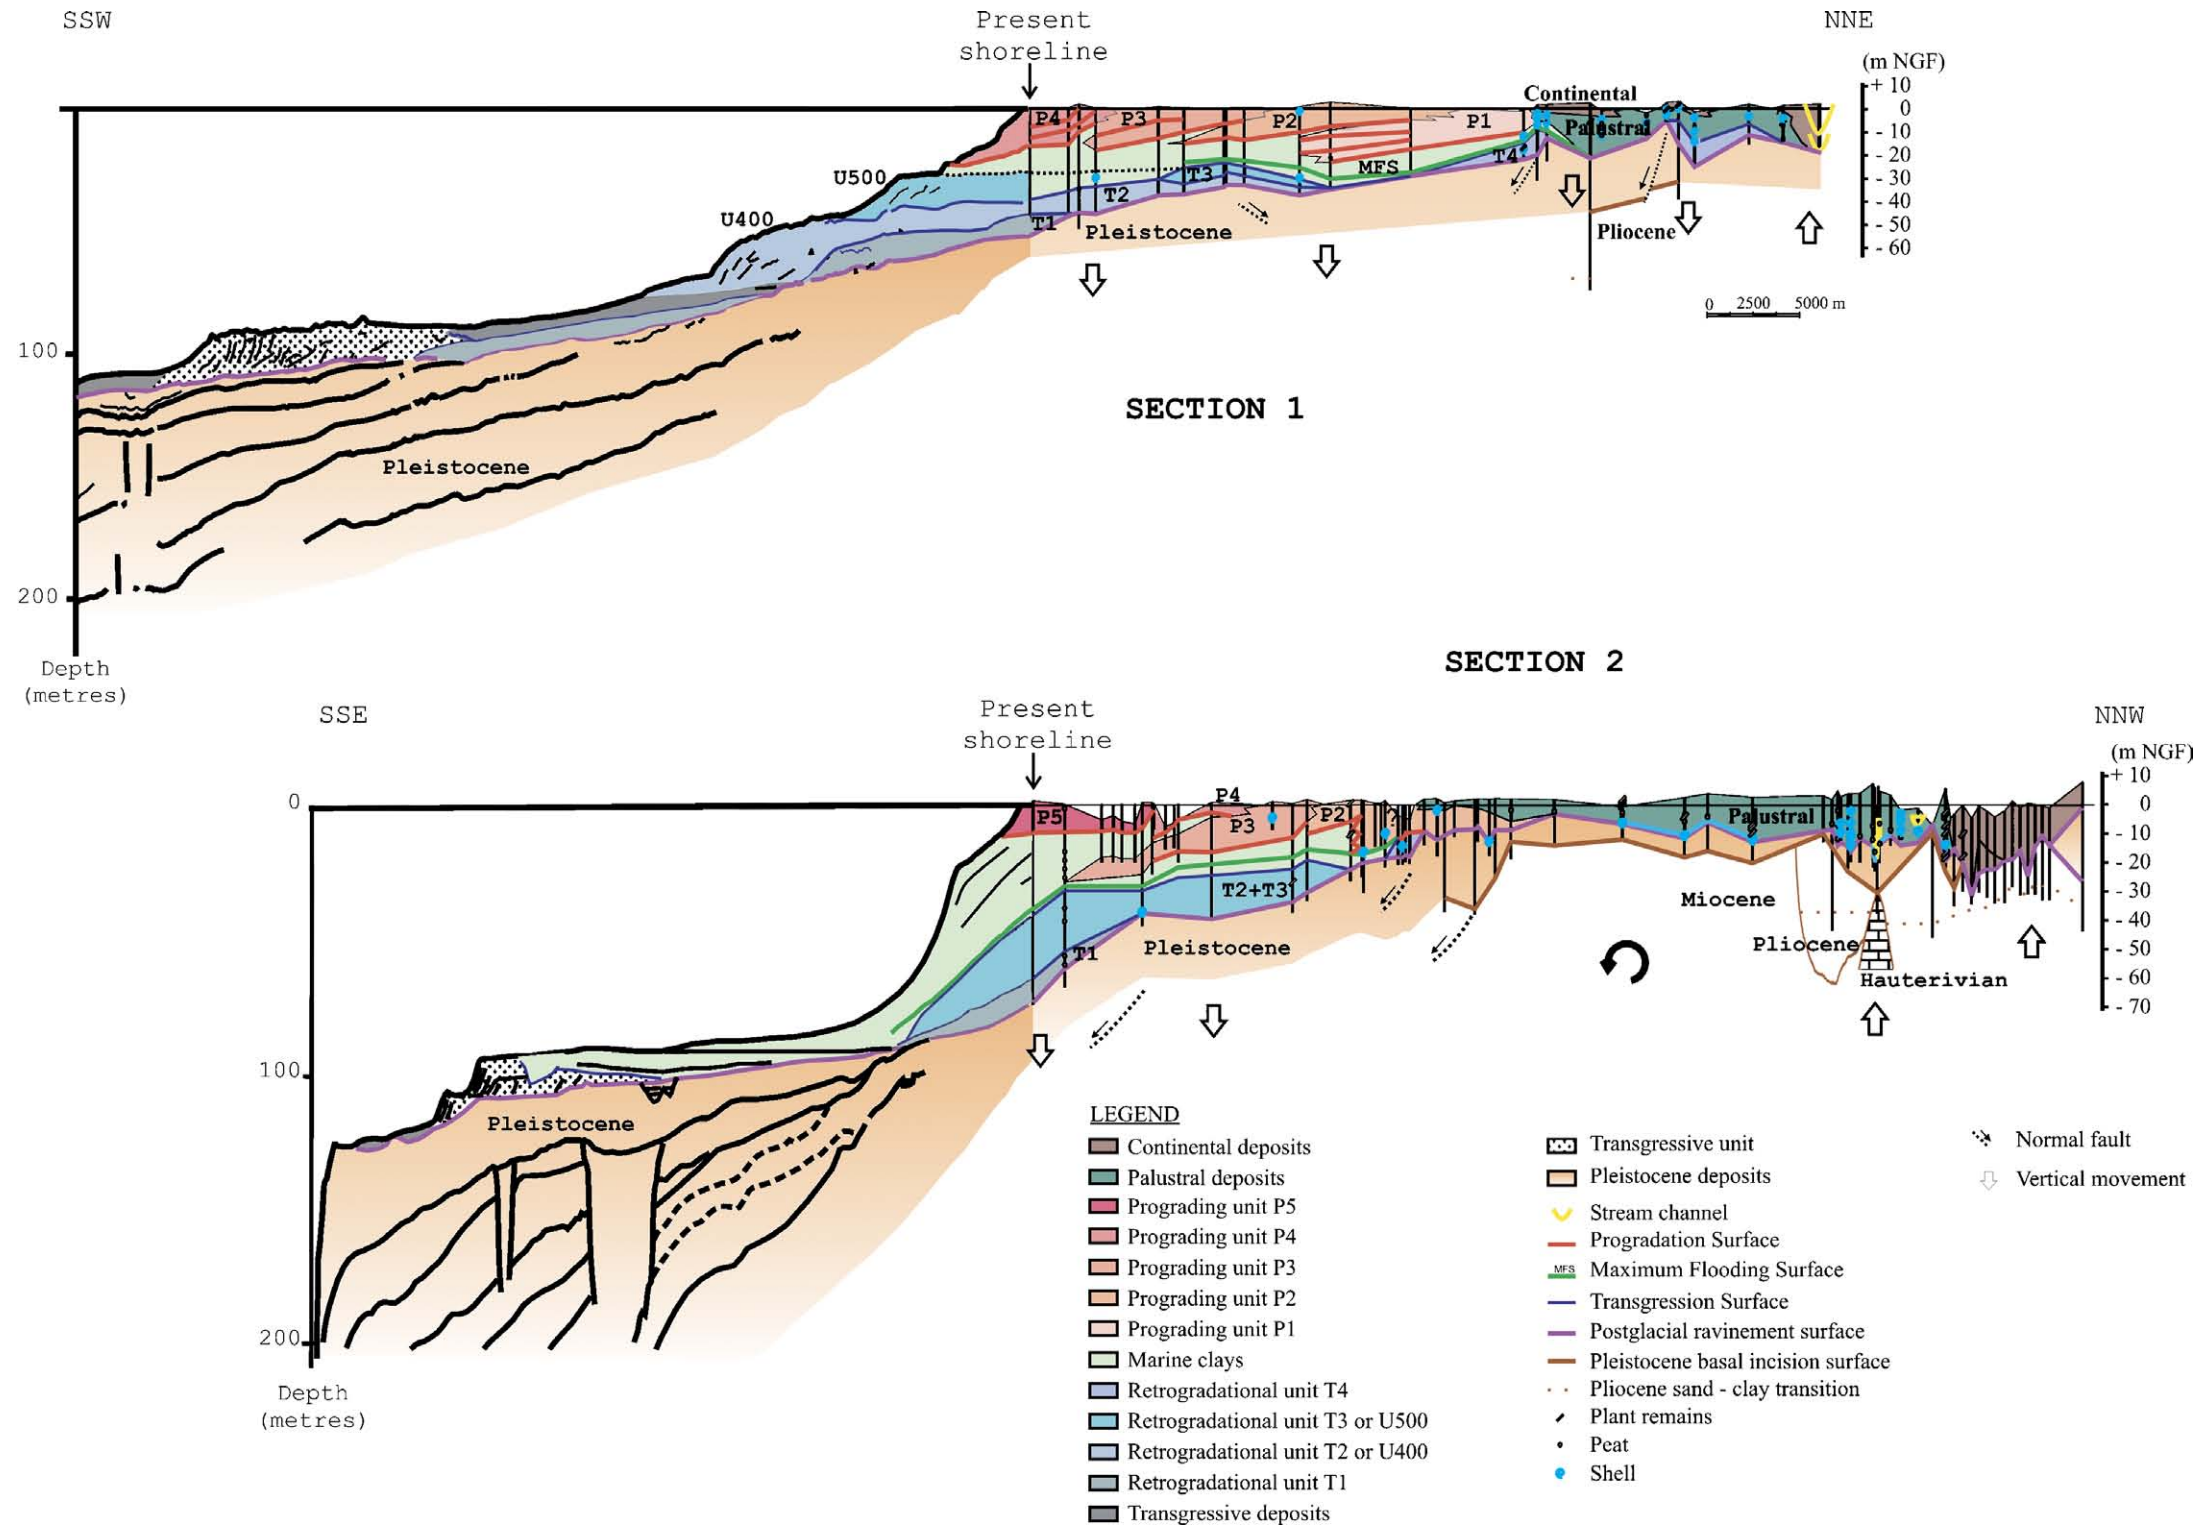 SSW
Present
shoreline
NNE
(m NGF)
+ 10
0
- 10
- 20
- 30
- 40
- 50
- 60
Continental
P4
P3
P2
P1
Palustral
T4
MFS
T3
U500
T2
U400
T1
Pleistocene
Pliocene
0 2500 5000 m
100
SECTION 1
Pleistocene
200
Depth
(metres)
SECTION 2
SSE
Present
shoreline
NNW
(m NGF)
+ 10
0
- 10
- 20
- 30
- 40
- 50
- 60
- 70
0
P4
P5
P3
P2
?
Palustral
T2+T3
Miocene
T1
Pleistocene
Pliocene
Hauterivian
100
Pleistocene
200
Depth
(metres)
LEGEND
Continental deposits
Palustral deposits
Prograding unit P5
Prograding unit P4
Prograding unit P3
Prograding unit P2
Prograding unit P1
Marine clays
Retrogradational unit T4
Retrogradational unit T3 or U500
Retrogradational unit T2 or U400
Retrogradational unit T1
Transgressive deposits
Transgressive unit
Pleistocene deposits
Stream channel
Progradation Surface
MFS Maximum Flooding Surface
Transgression Surface
Postglacial ravinement surface
Pleistocene basal incision surface
Pliocene sand - clay transition
Plant remains
Peat
Shell
Normal fault
Vertical movement